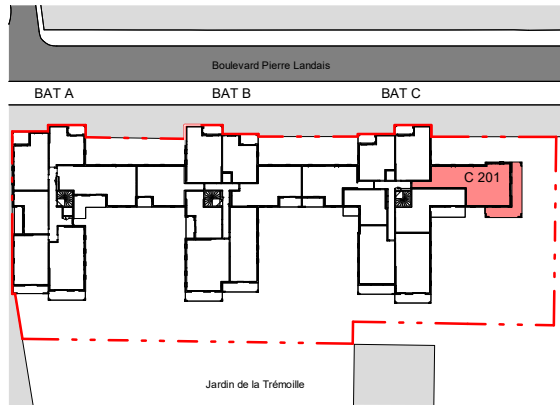 Boulevard Pierre Landais
BAT A
BAT B
BAT C
C 201
Jardin de la Trémoille